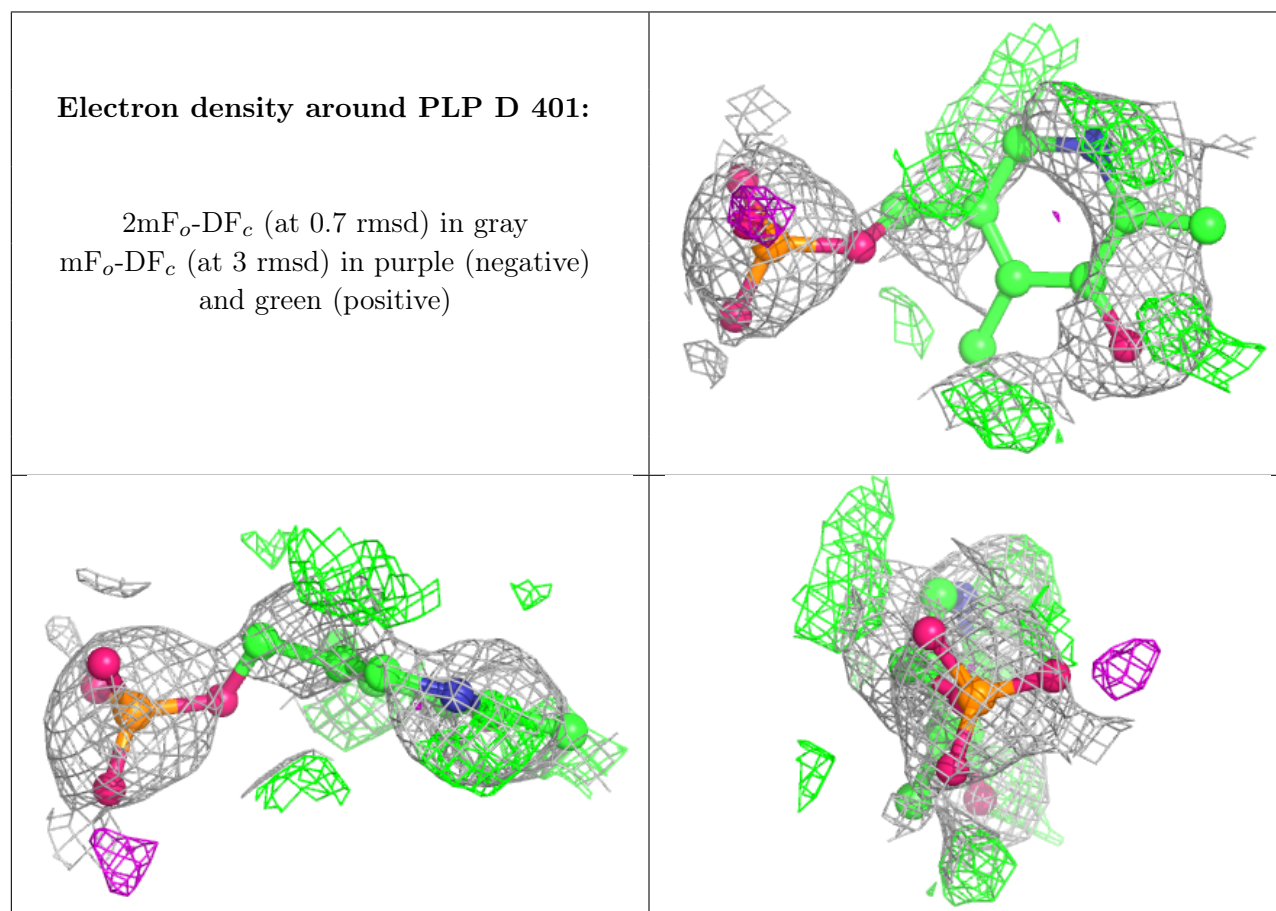 Electron density around PLP D 401:
2mFₒ-DF𝒸 (at 0.7 rmsd) in gray
mFₒ-DF𝒸 (at 3 rmsd) in purple (negative)
and green (positive)